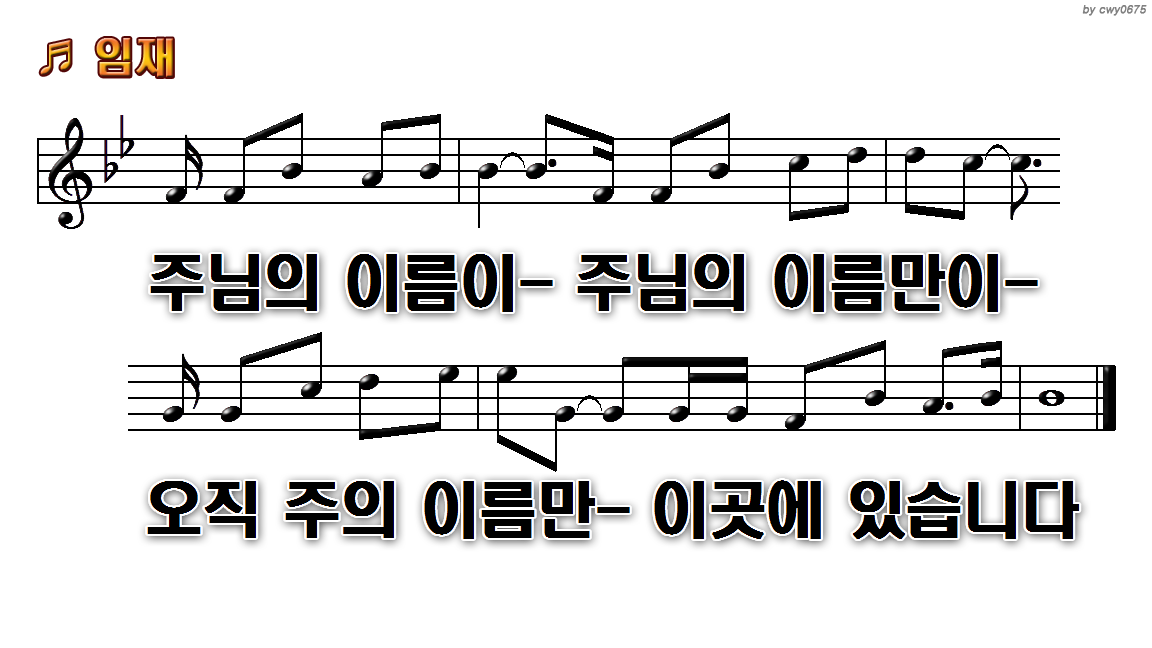 by cwy0675
♬ 임재
주님의 이름이- 주님의 이름만이-
오직 주의 이름만- 이곳에 있습니다